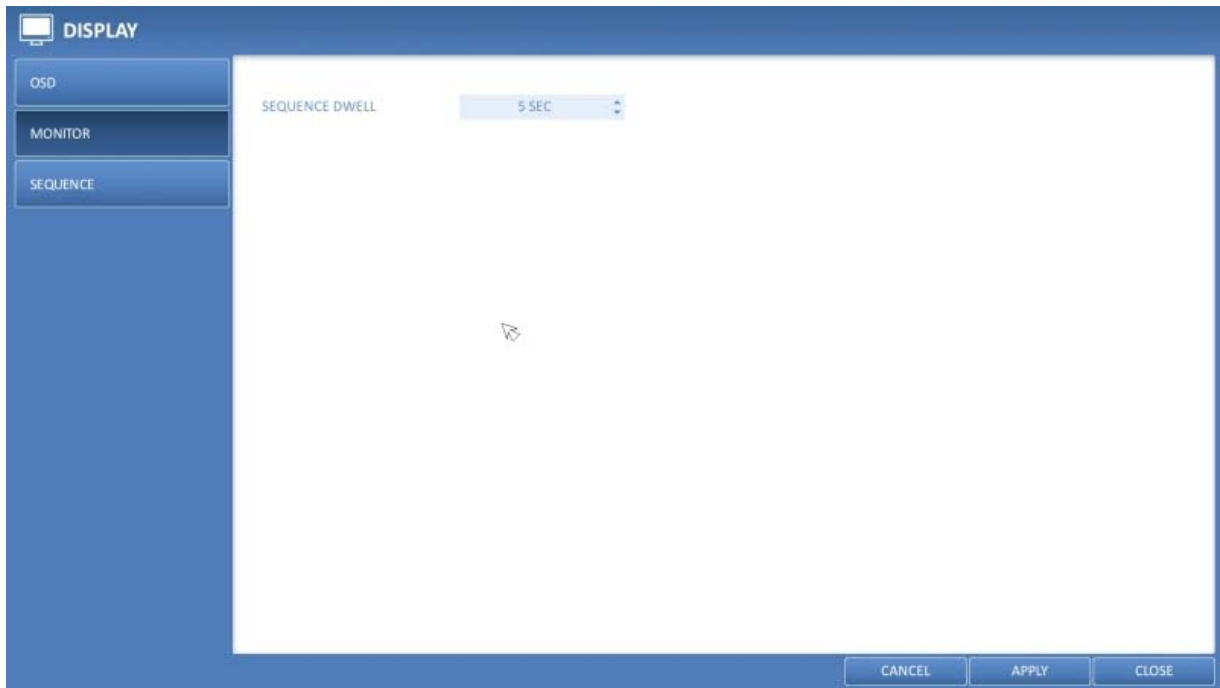 DISPLAY
OSD
SEQUENCE DWELL 5 SEC
MONITOR
SEQUENCE
CANCEL APPLY CLOSE